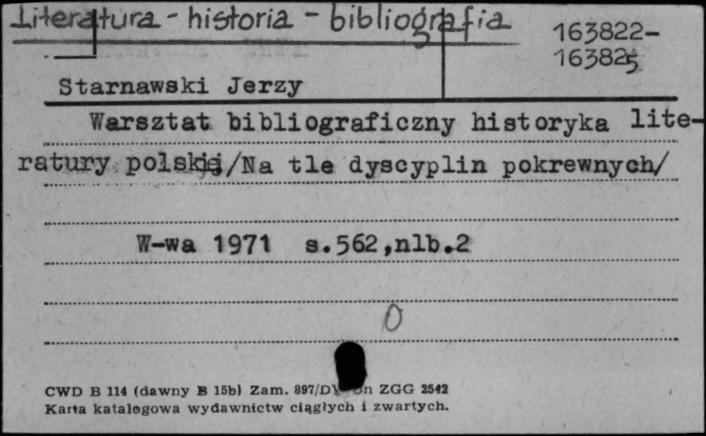 Literatura - historia - bibliografia
163822-
163825
Starnawski Jerzy
Warsztat bibliograficzny historyka lite-
ratury polskiej/Na tle dyscyplin pokrewnych/
W-wa 1971 s.562,nlb.2
0
CWD B 114 (dawny B 15b) Zam. 897/D ZGG 2542
Karta katalogowa wydawnictw ciągłych i zwartych.